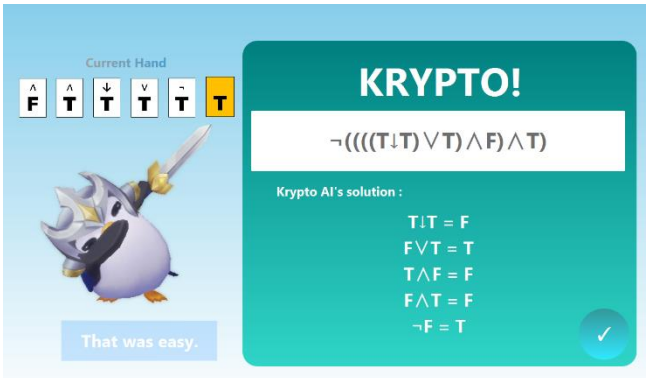 Current Hand
∧ ∧ ↓ ∨ ¬
F T T T T T
That was easy.
KRYPTO!
¬((((T↓T)∨T)∧F)∧T)
Krypto AI's solution :
T↓T = F
F∨T = T
T∧F = F
F∧T = F
¬F = T
✓